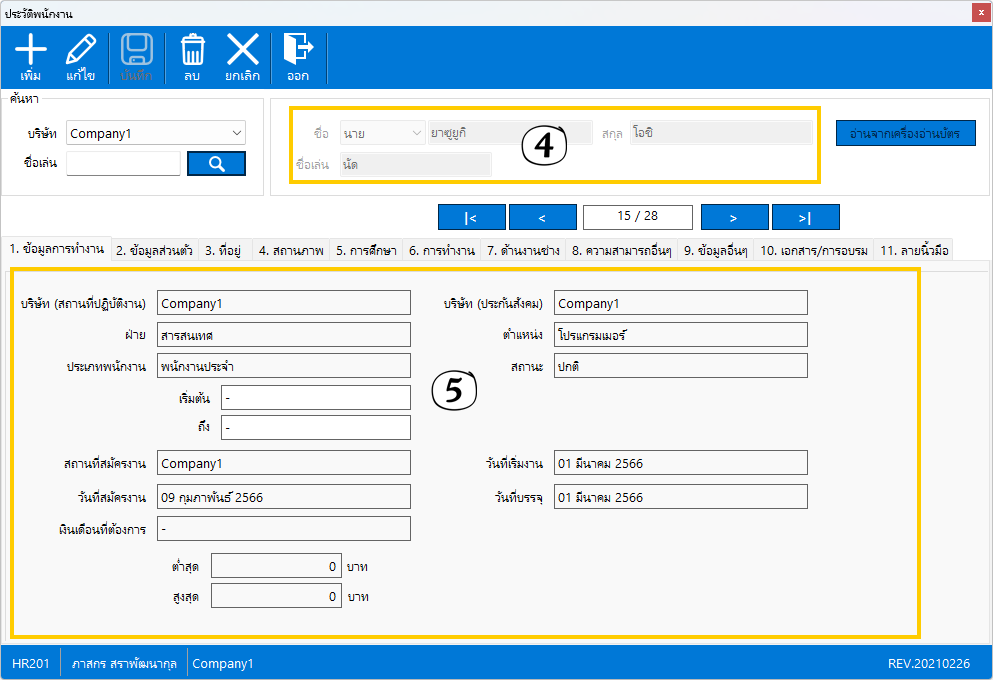 ประวัติพนักงาน x
เพิ่ม แก้ไข บันทึก ลบ ยกเลิก ออก
ค้นหา
บริษัท Company1
ชื่อเล่น
ชื่อ นาย ยาซูยูกิ สกุล โอซิ
ชื่อเล่น นัด
4
อ่านจากเครื่องอ่านบัตร
|< < 15 / 28 > >|
1. ข้อมูลการทำงาน 2. ข้อมูลส่วนตัว 3. ที่อยู่ 4. สถานภาพ 5. การศึกษา 6. การทำงาน 7. ด้านงานช่าง 8. ความสามารถอื่นๆ 9. ข้อมูลอื่นๆ 10. เอกสาร/การอบรม 11. ลายนิ้วมือ
บริษัท (สถานที่ปฏิบัติงาน) Company1 บริษัท (ประกันสังคม) Company1
ฝ่าย สารสนเทศ ตำแหน่ง โปรแกรมเมอร์
ประเภทพนักงาน พนักงานประจำ สถานะ ปกติ
5
เริ่มต้น -
ถึง -
สถานที่สมัครงาน Company1 วันที่เริ่มงาน 01 มีนาคม 2566
วันที่สมัครงาน 09 กุมภาพันธ์ 2566 วันที่บรรจุ 01 มีนาคม 2566
เงินเดือนที่ต้องการ -
ต่ำสุด 0 บาท
สูงสุด 0 บาท
HR201 ภาสกร สราพัฒนากุล Company1 REV.20210226